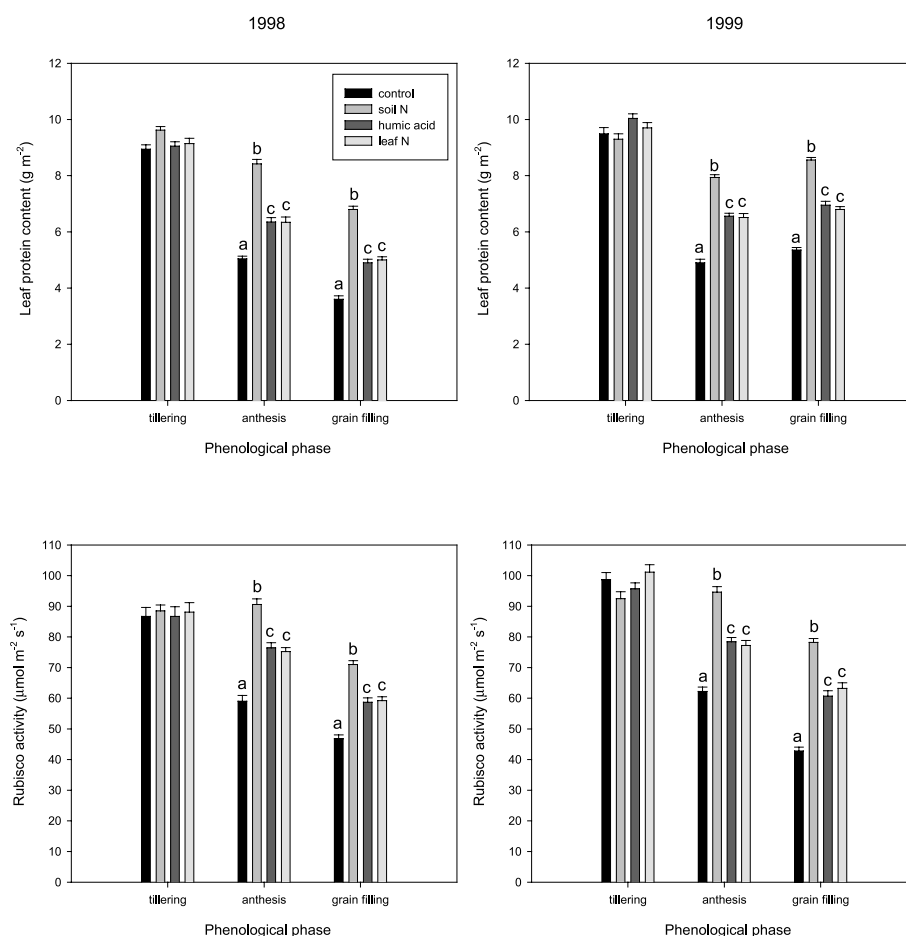 1998
1999
Leaf protein content (g m⁻²)
12
10
8
6
4
2
0
control
soil N
humic acid
leaf N
b
a
c c
b
a
c c
tillering
anthesis
grain filling
Phenological phase
Leaf protein content (g m⁻²)
12
10
8
6
4
2
0
b
a
c c
b
a
c c
tillering
anthesis
grain filling
Phenological phase
Rubisco activity (μmol m⁻² s⁻¹)
110
100
90
80
70
60
50
40
30
20
10
0
b
a
c c
b
a
c c
tillering
anthesis
grain filling
Phenological phase
Rubisco activity (μmol m⁻² s⁻¹)
110
100
90
80
70
60
50
40
30
20
10
0
b
a
c c
b
a
c c
tillering
anthesis
grain filling
Phenological phase